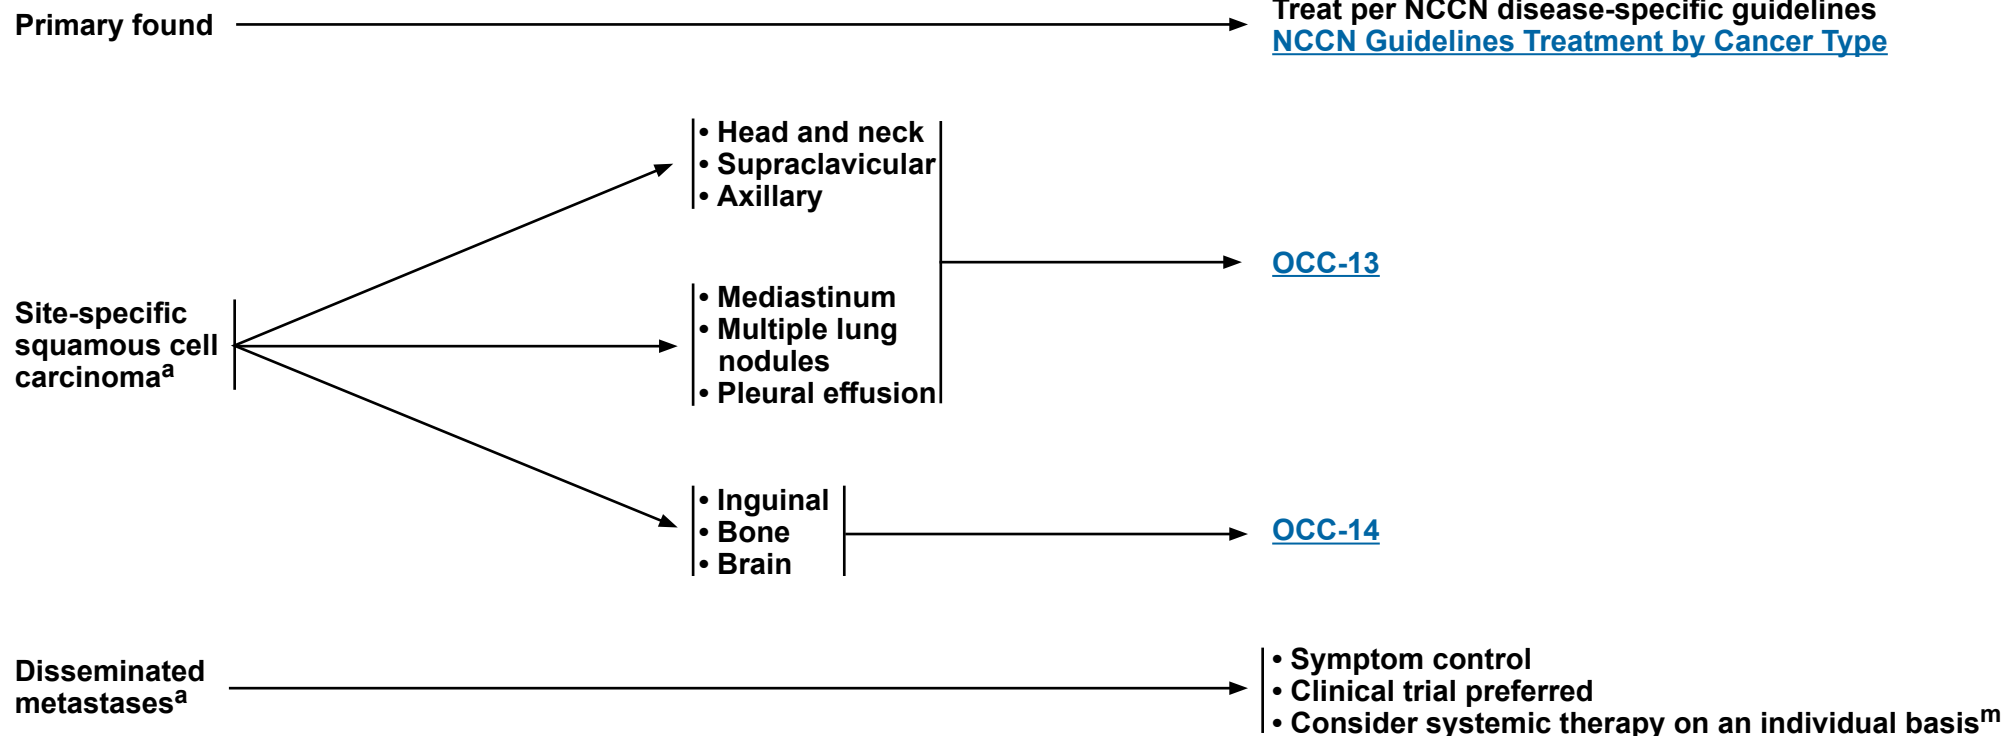 Primary found
Treat per NCCN disease-specific guidelines
NCCN Guidelines Treatment by Cancer Type
• Head and neck
• Supraclavicular
• Axillary
OCC-13
Site-specific
squamous cell
carcinomaᵃ
• Mediastinum
• Multiple lung
nodules
• Pleural effusion
• Inguinal
• Bone
• Brain
OCC-14
Disseminated
metastasesᵃ
• Symptom control
• Clinical trial preferred
• Consider systemic therapy on an individual basisᵐ